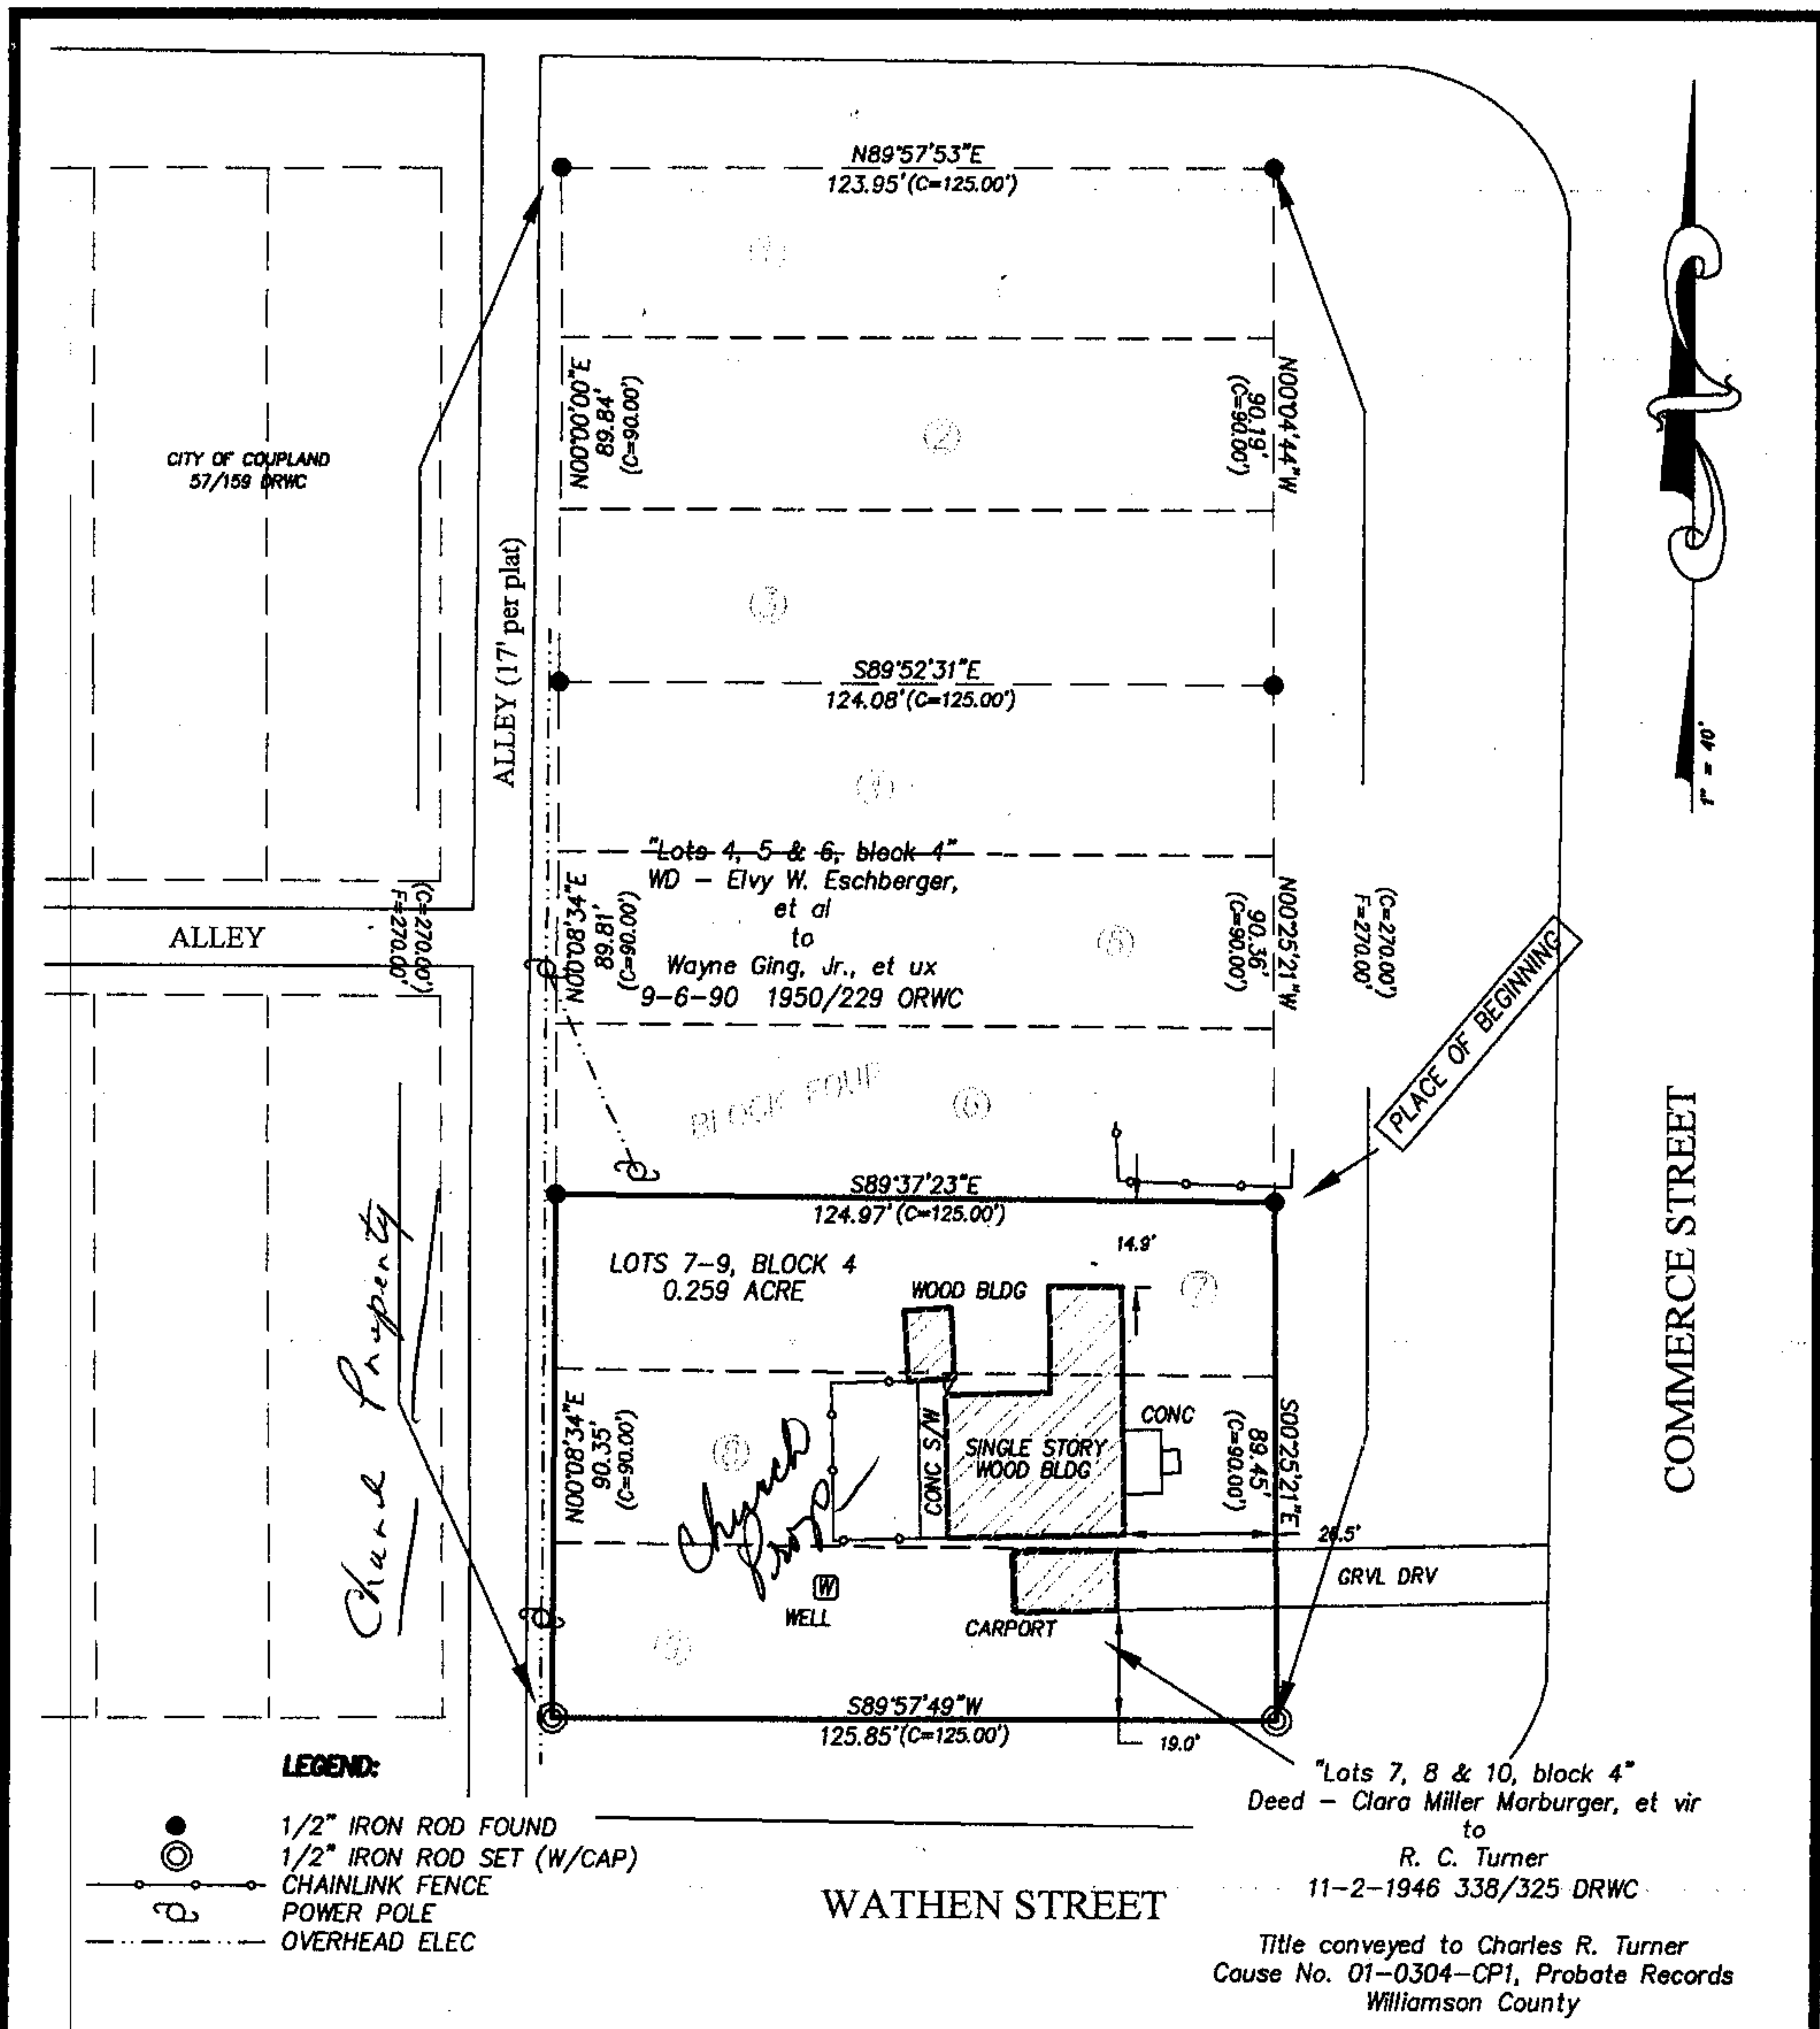 N89°57'53"E
123.95'(C=125.00')
①
N00°00'00"E
89.84'
(C=90.00')
②
N00°04'44"W
90.19'
(C=90.00')
CITY OF COUPLAND
57/159 DRWC
ALLEY (17' per plat)
③
S89°52'31"E
124.08'(C=125.00')
④
1" = 40'
"Lots 4, 5 & 6, block 4"
WD - Elvy W. Eschberger,
et al
to
Wayne Ging, Jr., et ux
9-6-90 1950/229 ORWC
N00°08'34"E
89.81'
(C=90.00')
⑤
N00°25'21"W
90.36'
(C=90.00')
(C=270.00')
F=270.00'
(C=270.00')
F=270.00'
ALLEY
PLACE OF BEGINNING
BLOCK FOUR
⑥
COMMERCE STREET
S89°37'23"E
124.97'(C=125.00')
LOTS 7-9, BLOCK 4
0.259 ACRE
14.9'
WOOD BLDG
⑦
N00°08'34"E
90.35'
(C=90.00')
⑧
CONC S/W
SINGLE STORY
WOOD BLDG
CONC
S00°25'21"E
89.45'
(C=90.00')
Church
Property
Church
26.5'
GRVL DRV
W
WELL
CARPORT
⑨
S89°57'49"W
125.85'(C=125.00')
19.0'
LEGEND:
1/2" IRON ROD FOUND
1/2" IRON ROD SET (W/CAP)
CHAINLINK FENCE
POWER POLE
OVERHEAD ELEC
WATHEN STREET
"Lots 7, 8 & 10, block 4"
Deed - Clara Miller Marburger, et vir
to
R. C. Turner
11-2-1946 338/325 DRWC
Title conveyed to Charles R. Turner
Cause No. 01-0304-CP1, Probate Records
Williamson County